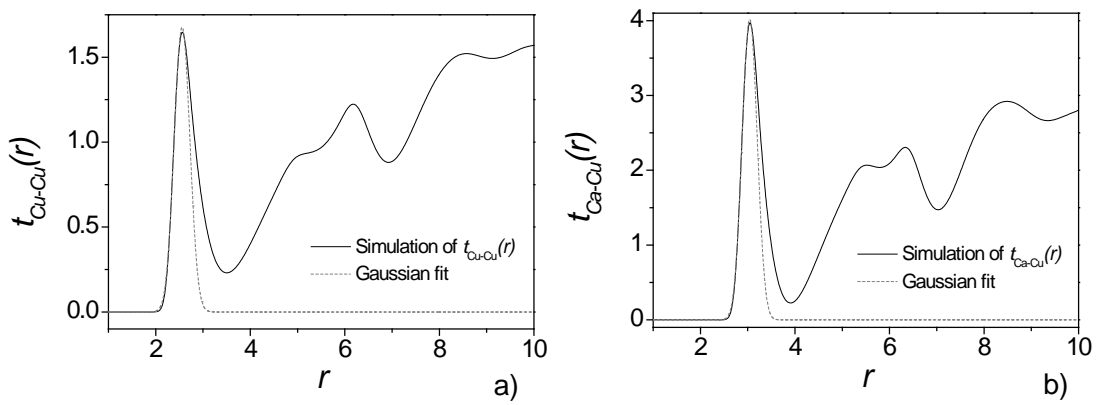 1.5
1.0
0.5
0.0
t_Cu-Cu(r)
Simulation of t_Cu-Cu(r)
Gaussian fit
2 4 6 8 10
r
a)
4
3
2
1
0
t_Ca-Cu(r)
Simulation of t_Ca-Cu(r)
Gaussian fit
2 4 6 8 10
r
b)